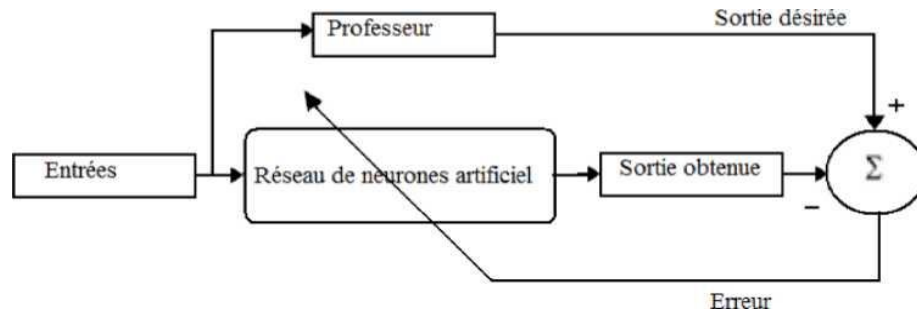 Sortie désirée
Professeur
+
Entrées
Réseau de neurones artificiel
Sortie obtenue
Σ
−
Erreur